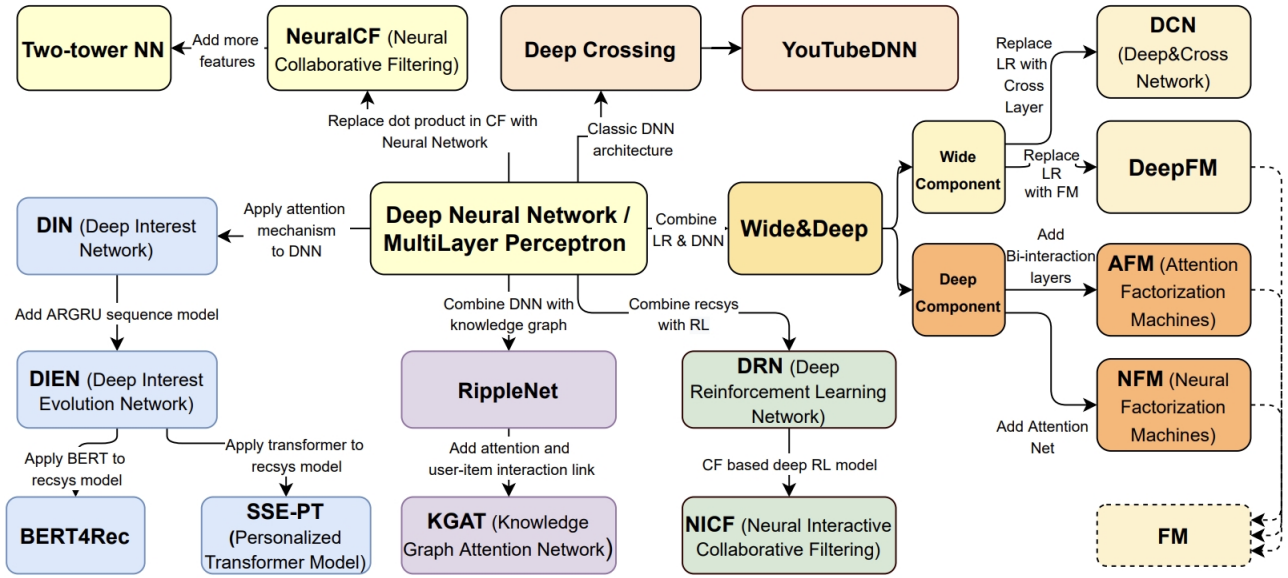 Two-tower NN
Add more
features
NeuralCF (Neural
Collaborative Filtering)
Deep Crossing
YouTubeDNN
Replace
LR with
Cross
Layer
DCN
(Deep&Cross
Network)
Replace dot product in CF with
Neural Network
Classic DNN
architecture
Wide
Component
Replace
LR
with FM
DeepFM
DIN (Deep Interest
Network)
Apply attention
mechanism
to DNN
Deep Neural Network /
MultiLayer Perceptron
Combine
LR & DNN
Wide&Deep
Deep
Component
Add
Bi-interaction
layers
AFM (Attention
Factorization
Machines)
Add ARGRU sequence model
Combine DNN with
knowledge graph
Combine recsys
with RL
DIEN (Deep Interest
Evolution Network)
RippleNet
DRN (Deep
Reinforcement Learning
Network)
NFM (Neural
Factorization
Machines)
Add Attention
Net
Apply BERT to
recsys model
Apply transformer to
recsys model
Add attention and
user-item interaction link
CF based deep RL model
BERT4Rec
SSE-PT
(Personalized
Transformer Model)
KGAT (Knowledge
Graph Attention Network)
NICF (Neural Interactive
Collaborative Filtering)
FM